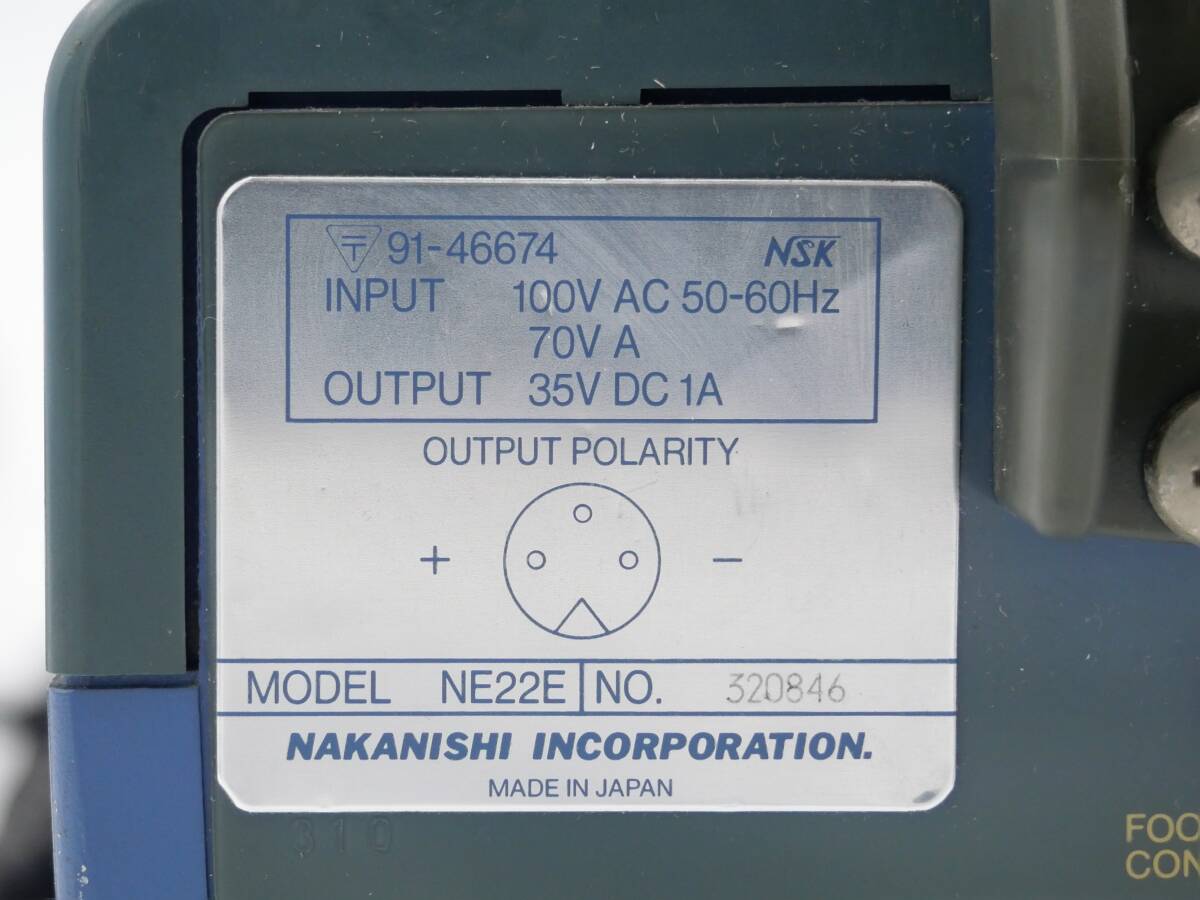 〒 91-46674 NSK
INPUT 100V AC 50-60Hz
70V A
OUTPUT 35V DC 1A
OUTPUT POLARITY
+ −
MODEL NE22E NO. 320846
NAKANISHI INCORPORATION.
MADE IN JAPAN
310
FOO
CON